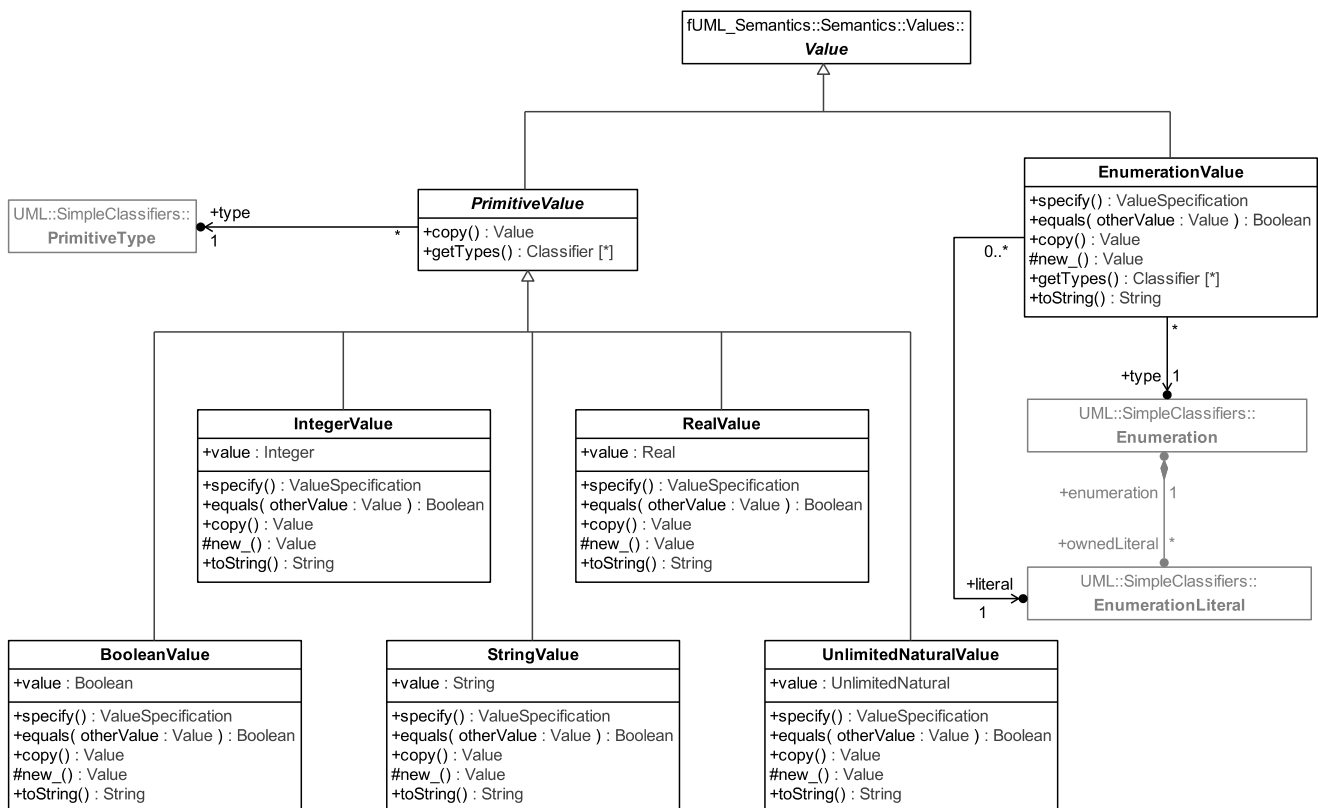 fUML_Semantics::Semantics::Values::
Value
PrimitiveValue
+copy() : Value
+getTypes() : Classifier [*]
UML::SimpleClassifiers::
PrimitiveType
+type
1
*
EnumerationValue
+specify() : ValueSpecification
+equals( otherValue : Value ) : Boolean
+copy() : Value
#new_() : Value
+getTypes() : Classifier [*]
+toString() : String
0..*
*
+type 1
UML::SimpleClassifiers::
Enumeration
+enumeration 1
+ownedLiteral *
+literal
1
UML::SimpleClassifiers::
EnumerationLiteral
IntegerValue
+value : Integer
+specify() : ValueSpecification
+equals( otherValue : Value ) : Boolean
+copy() : Value
#new_() : Value
+toString() : String
RealValue
+value : Real
+specify() : ValueSpecification
+equals( otherValue : Value ) : Boolean
+copy() : Value
#new_() : Value
+toString() : String
BooleanValue
+value : Boolean
+specify() : ValueSpecification
+equals( otherValue : Value ) : Boolean
+copy() : Value
#new_() : Value
+toString() : String
StringValue
+value : String
+specify() : ValueSpecification
+equals( otherValue : Value ) : Boolean
+copy() : Value
#new_() : Value
+toString() : String
UnlimitedNaturalValue
+value : UnlimitedNatural
+specify() : ValueSpecification
+equals( otherValue : Value ) : Boolean
+copy() : Value
#new_() : Value
+toString() : String